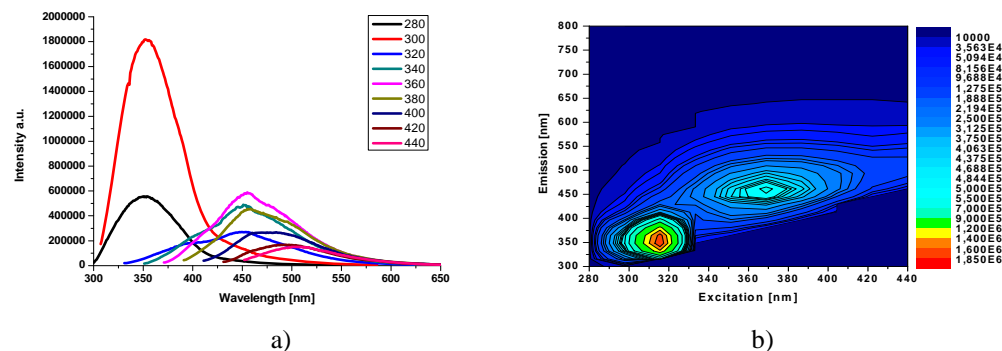 2000000
1800000
1600000
1400000
1200000
1000000
800000
600000
400000
200000
0
Intensity a.u.
300 350 400 450 500 550 600 650
Wavelength [nm]
280
300
320
340
360
380
400
420
440
a)
800
750
700
650
600
550
500
450
400
350
300
Emission [nm]
280 300 320 340 360 380 400 420 440
Excitation [nm]
10000
3,563E4
5,094E4
8,156E4
9,688E4
1,275E5
1,888E5
2,194E5
2,500E5
3,125E5
3,750E5
4,063E5
4,375E5
4,688E5
4,844E5
5,000E5
5,500E5
6,000E5
7,000E5
9,000E5
1,200E6
1,400E6
1,600E6
1,850E6
b)